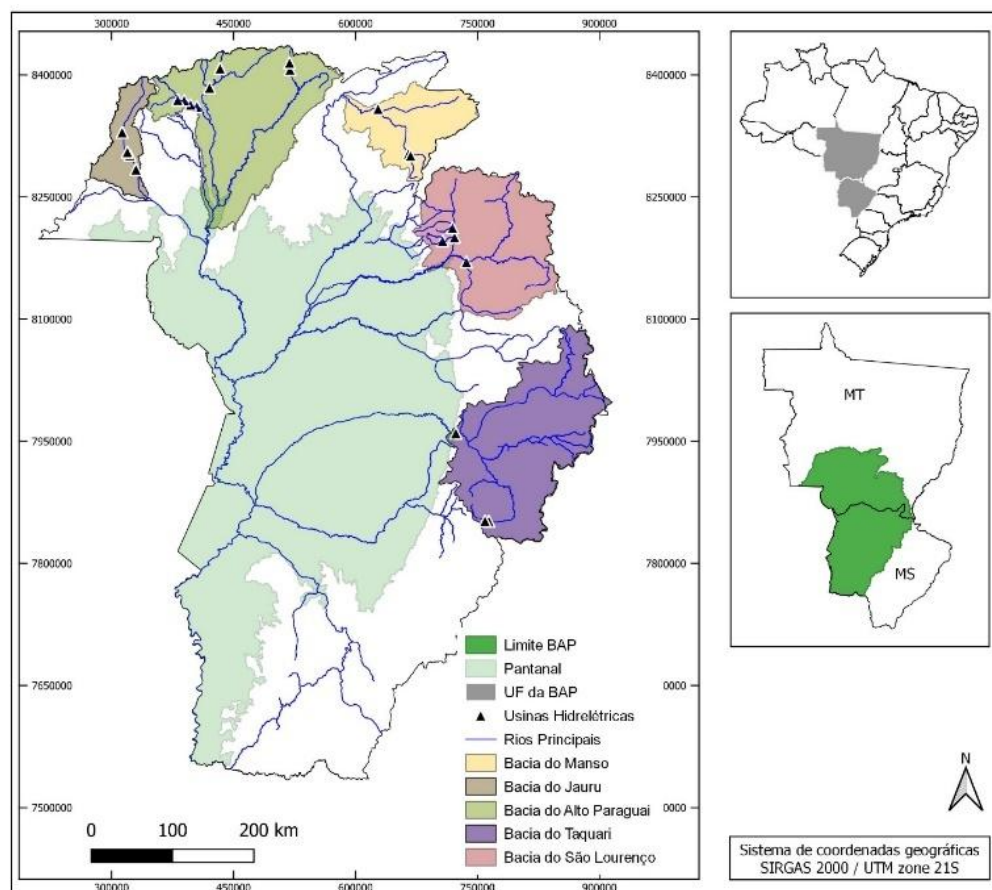 300000 450000 600000 750000 900000
8400000 8400000
8250000 8250000
8100000 8100000
7950000 7950000
7800000 7800000
7650000 0000
7500000 0000
300000 450000 600000 750000 900000
0 100 200 km
Limite BAP
Pantanal
UF da BAP
Usinas Hidrelétricas
Rios Principais
Bacia do Manso
Bacia do Jauru
Bacia do Alto Paraguai
Bacia do Taquari
Bacia do São Lourenço
MT
MS
N
Sistema de coordenadas geográficas
SIRGAS 2000 / UTM zone 21S